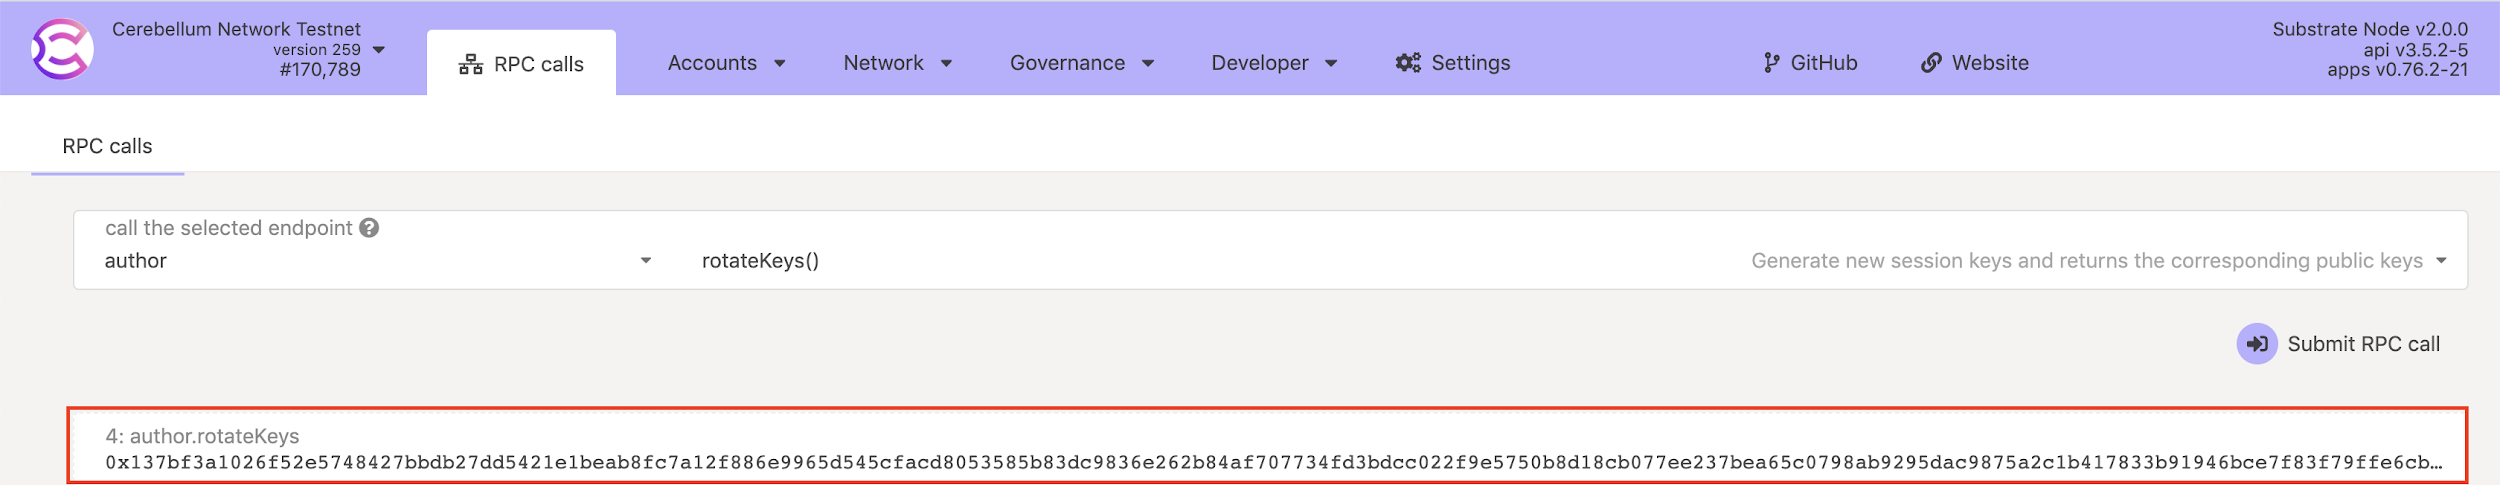 Cerebellum Network Testnet
version 259
#170,789
RPC calls
Accounts
Network
Governance
Developer
Settings
GitHub
Website
Substrate Node v2.0.0
api v3.5.2-5
apps v0.76.2-21
RPC calls
call the selected endpoint
author
rotateKeys()
Generate new session keys and returns the corresponding public keys
Submit RPC call
4: author.rotateKeys
0x137bf3a1026f52e5748427bbdb27dd5421e1beab8fc7a12f886e9965d545cfacd8053585b83dc9836e262b84af707734fd3bdcc022f9e5750b8d18cb077ee237bea65c0798ab9295dac9875a2c1b417833b91946bce7f83f79ffe6cb…